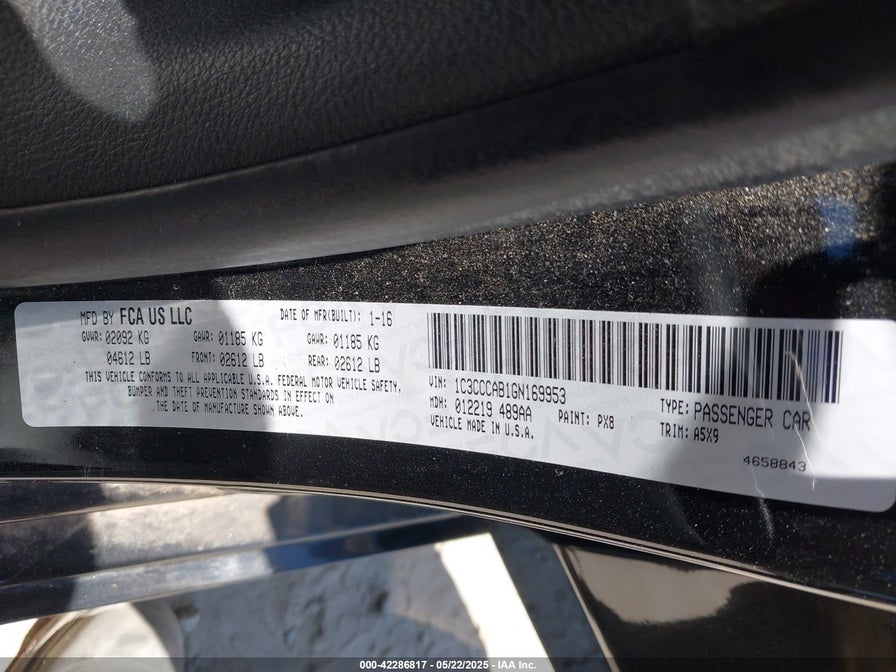 MFD BY FCA US LLC DATE OF MFR(BUILT): 1-16
GVWR: 02092 KG GAWR: 01185 KG GAWR: 01185 KG
04612 LB FRONT: 02612 LB REAR: 02612 LB
THIS VEHICLE CONFORMS TO ALL APPLICABLE U.S.A. FEDERAL MOTOR VEHICLE SAFETY,
BUMPER AND THEFT PREVENTION STANDARDS IN EFFECT ON
THE DATE OF MANUFACTURE SHOWN ABOVE.
VIN: 1C3CCCAB1GN169953
MDH: 012219 489AA PAINT: PX8 TYPE: PASSENGER CAR
VEHICLE MADE IN U.S.A. TRIM: A5X9
4658843
000-42286817 - 05/22/2025 - IAA Inc.